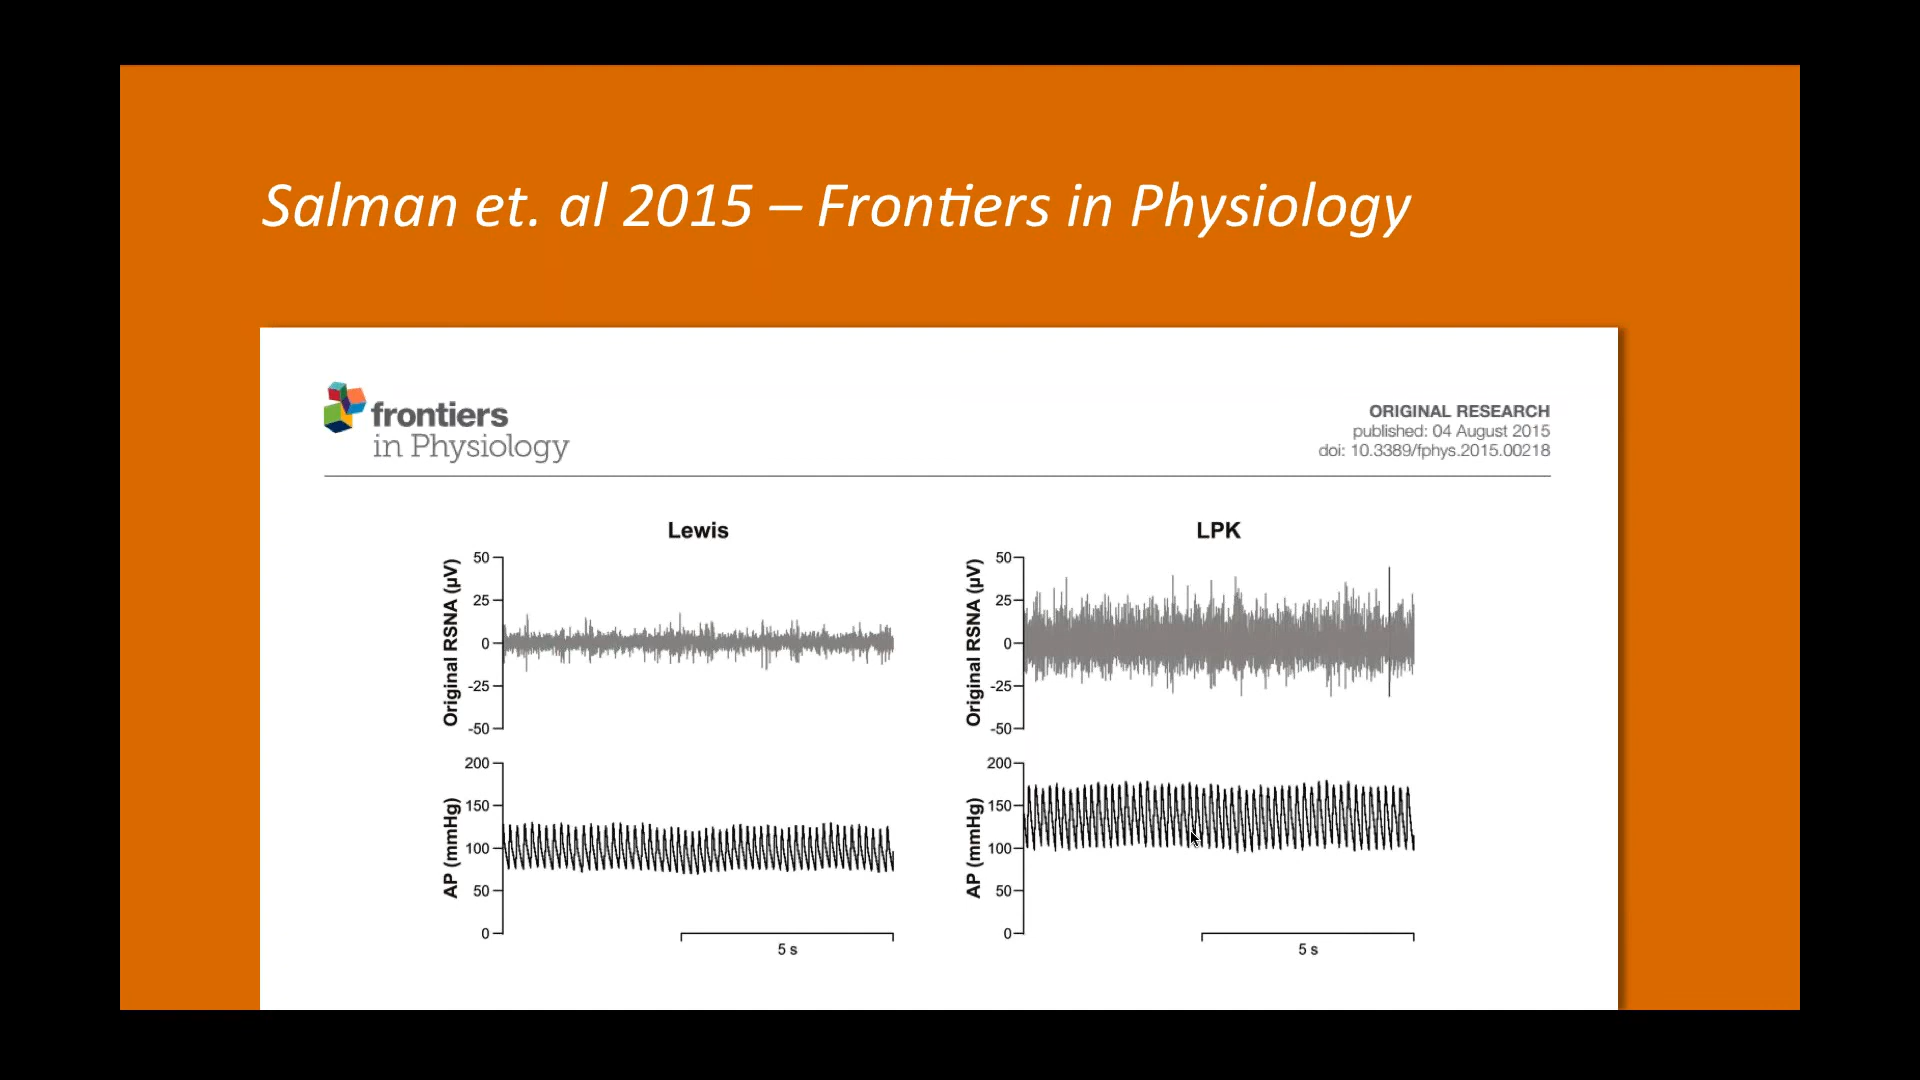 Salman et. al 2015 – Frontiers in Physiology
frontiers
in Physiology
ORIGINAL RESEARCH
published: 04 August 2015
doi: 10.3389/fphys.2015.00218
Lewis
Original RSNA (µV)
50
25
0
-25
-50
AP (mmHg)
200
150
100
50
0
5 s
LPK
Original RSNA (µV)
50
25
0
-25
-50
AP (mmHg)
200
150
100
50
0
5 s